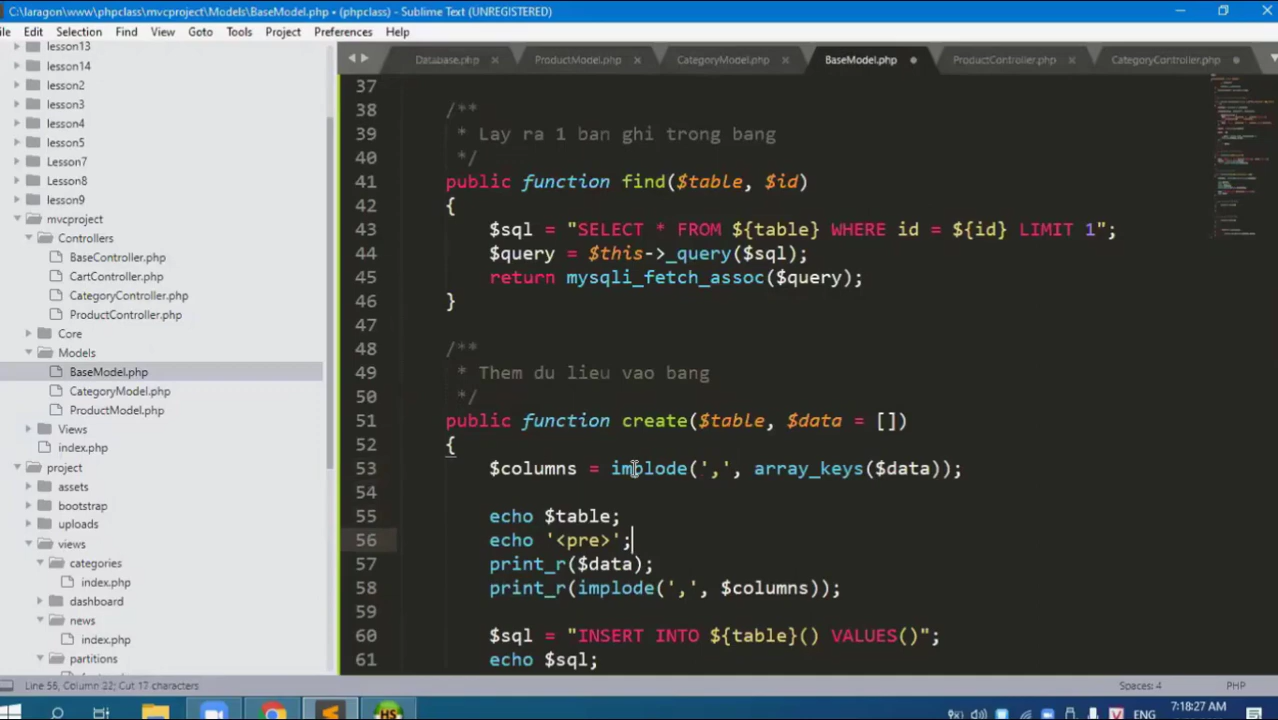 C:\laragon\www\phpclass\mvcproject\Models\BaseModel.php • (phpclass) - Sublime Text (UNREGISTERED)
File Edit Selection Find View Goto Tools Project Preferences Help
lesson13
lesson14
lesson2
lesson3
lesson4
lesson5
Lesson7
Lesson8
lesson9
mvcproject
Controllers
BaseController.php
CartController.php
CategoryController.php
ProductController.php
Core
Models
BaseModel.php
CategoryModel.php
ProductModel.php
Views
index.php
project
assets
bootstrap
uploads
views
categories
index.php
dashboard
news
index.php
partitions
Database.php × ProductModel.php × CategoryModel.php × BaseModel.php • ProductController.php × CategoryController.php •
37
38 /**
39 * Lay ra 1 ban ghi trong bang
40 */
41 public function find($table, $id)
42 {
43 $sql = "SELECT * FROM ${table} WHERE id = ${id} LIMIT 1";
44 $query = $this->_query($sql);
45 return mysqli_fetch_assoc($query);
46 }
47
48 /**
49 * Them du lieu vao bang
50 */
51 public function create($table, $data = [])
52 {
53 $columns = implode(',', array_keys($data));
54
55 echo $table;
56 echo '<pre>';
57 print_r($data);
58 print_r(implode(',', $columns));
59
60 $sql = "INSERT INTO ${table}() VALUES()";
61 echo $sql;
Line 56, Column 22; Cut 17 characters Spaces: 4 PHP
HS V ENG 7:18:27 AM